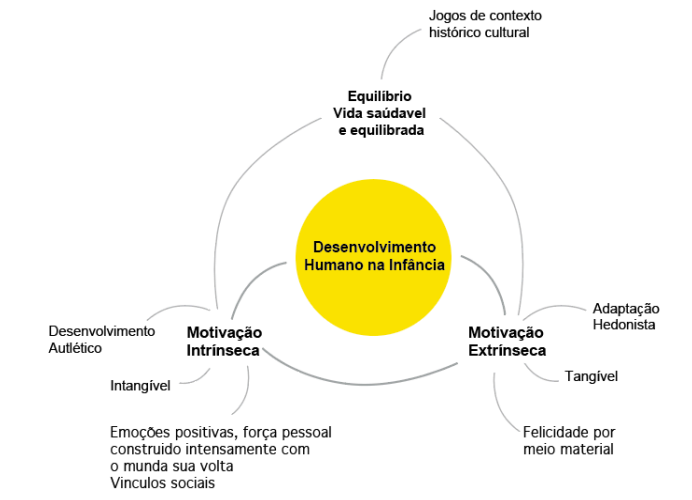 Jogos de contexto
histórico cultural
Equilíbrio
Vida saúdavel
e equilibrada
Desenvolvimento
Humano na Infância
Desenvolvimento
Autlético
Motivação
Intrínseca
Intangível
Emoções positivas, força pessoal
construido intensamente com
o munda sua volta
Vinculos sociais
Motivação
Extrínseca
Adaptação
Hedonista
Tangível
Felicidade por
meio material